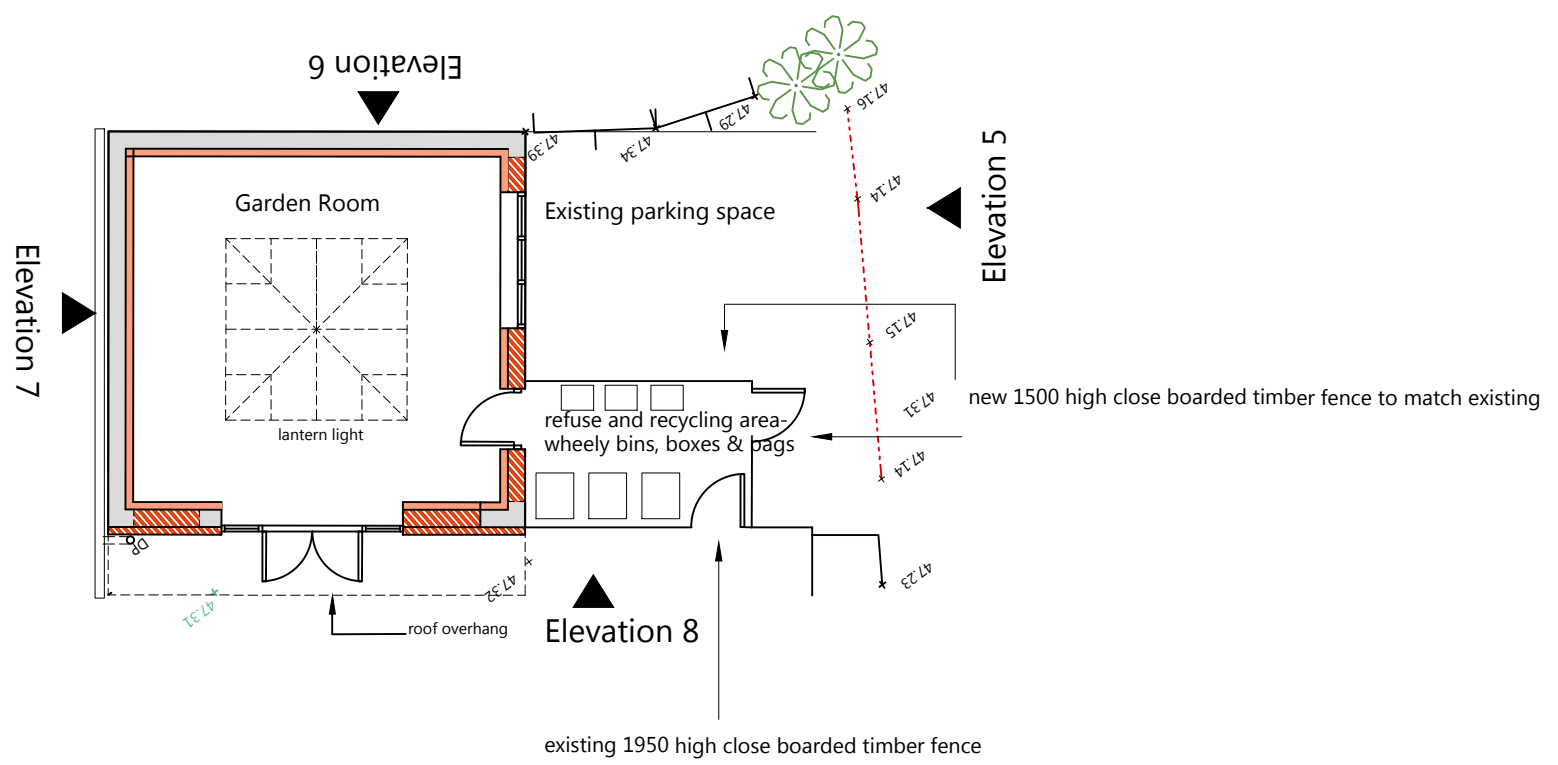 Elevation 6
47.16
47.29
47.39
47.34
Elevation 5
47.14
Garden Room
Existing parking space
Elevation 7
47.15
new 1500 high close boarded timber fence to match existing
47.31
refuse and recycling area-
wheely bins, boxes & bags
lantern light
47.14
DP
47.32
47.23
47.31
roof overhang
Elevation 8
existing 1950 high close boarded timber fence